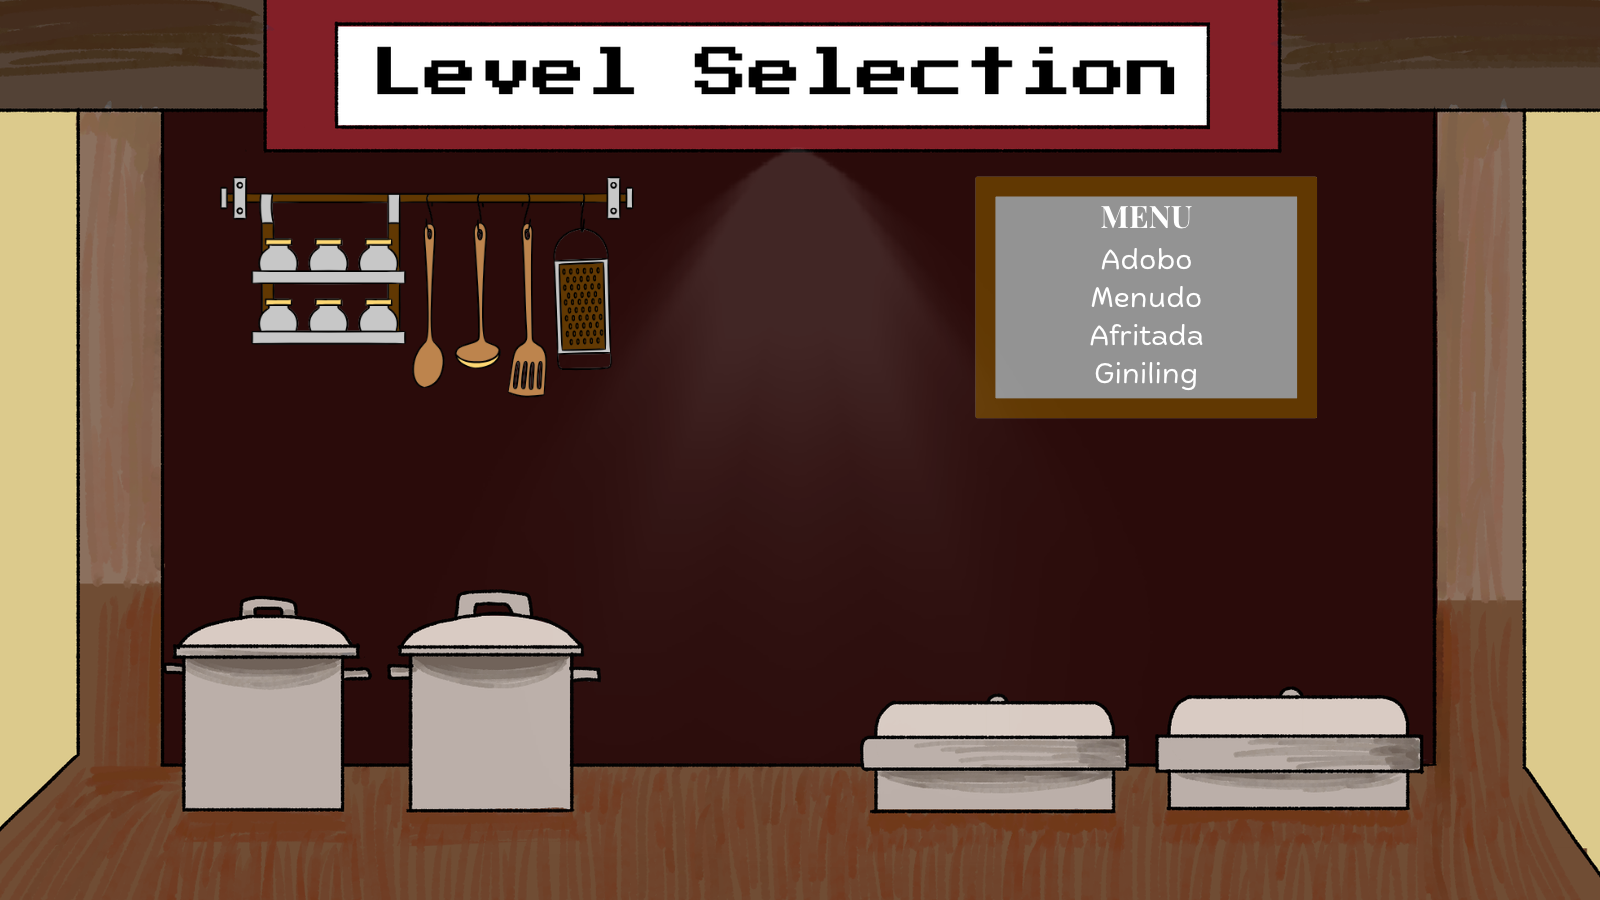 Level Selection
MENU
Adobo
Menudo
Afritada
Giniling